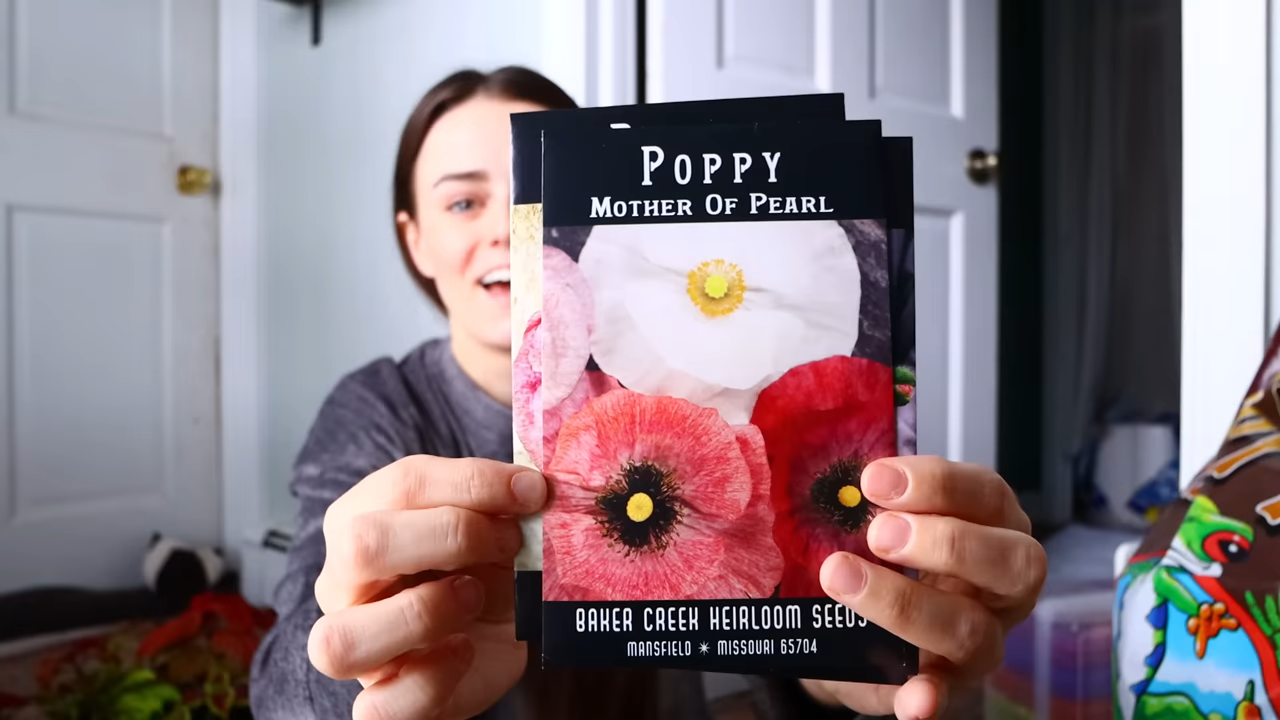 Poppy
Mother Of Pearl
Baker Creek Heirloom Seeds
Mansfield ✴ Missouri 65704